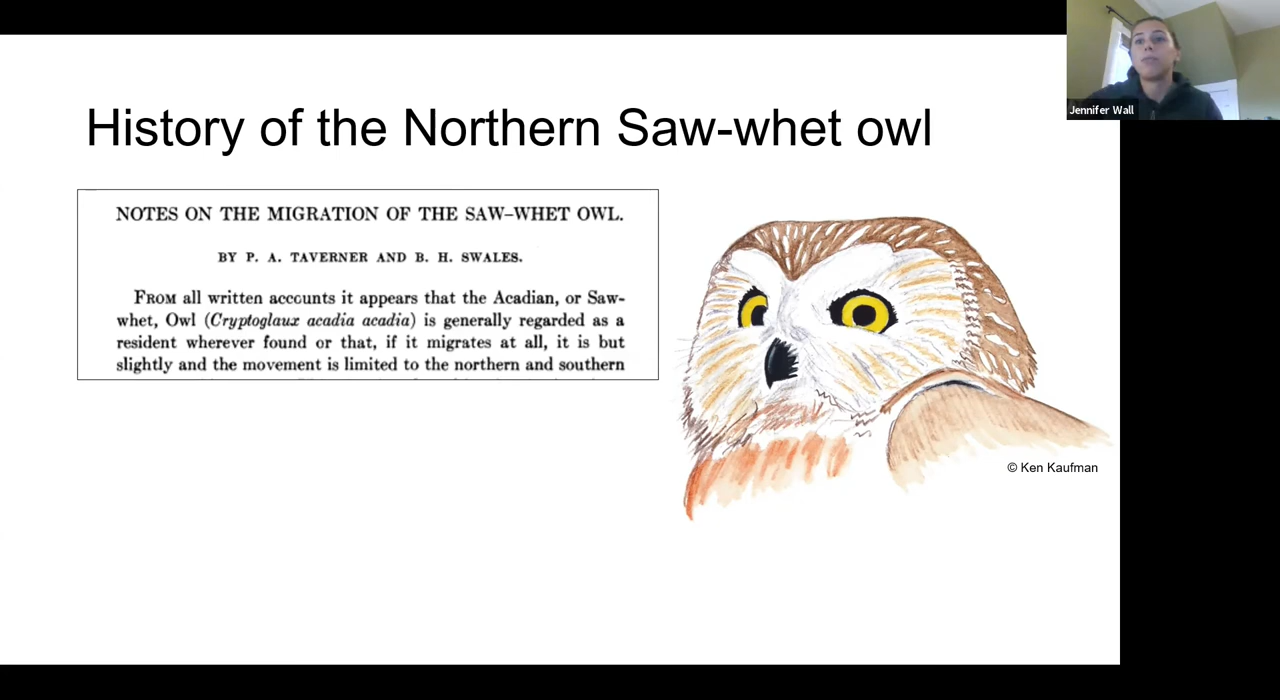 Jennifer Wall
History of the Northern Saw-whet owl
NOTES ON THE MIGRATION OF THE SAW-WHET OWL.
BY P. A. TAVERNER AND B. H. SWALES.
FROM all written accounts it appears that the Acadian, or Saw-
whet, Owl (Cryptoglaux acadia acadia) is generally regarded as a
resident wherever found or that, if it migrates at all, it is but
slightly and the movement is limited to the northern and southern
© Ken Kaufman